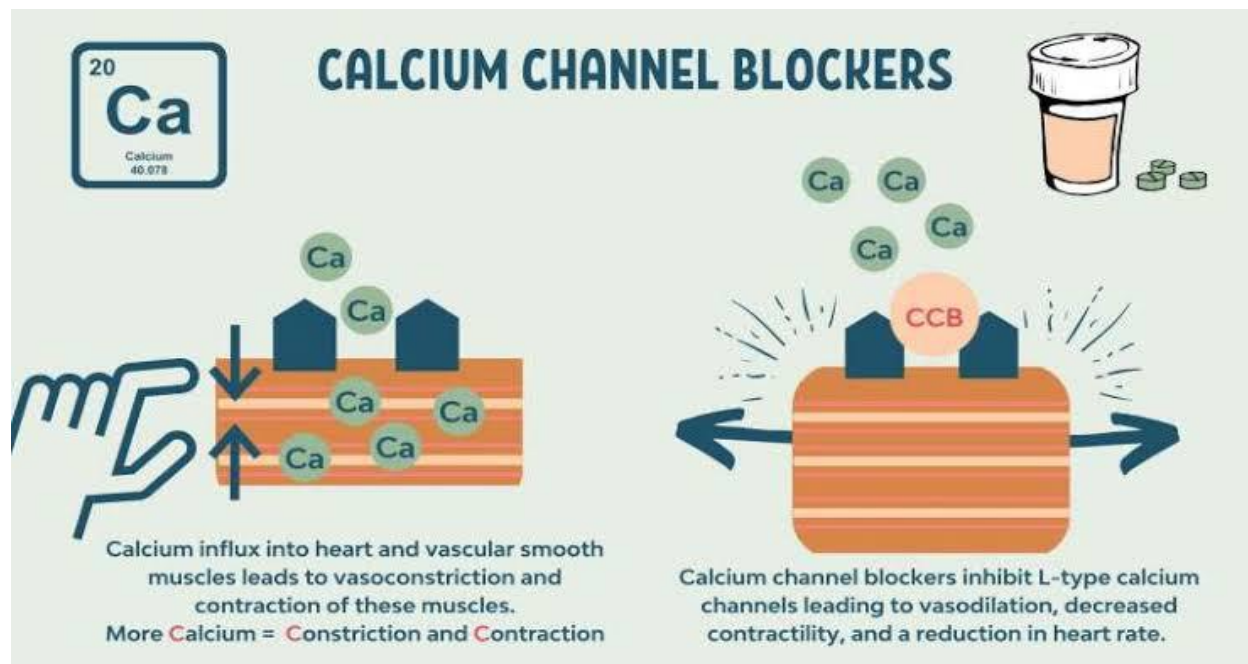 20
Ca
Calcium
40.078
CALCIUM CHANNEL BLOCKERS
Ca
Ca
Ca
Ca
Ca
Ca
Calcium influx into heart and vascular smooth
muscles leads to vasoconstriction and
contraction of these muscles.
More Calcium = Constriction and Contraction
Ca
Ca
Ca
Ca
CCB
Calcium channel blockers inhibit L-type calcium
channels leading to vasodilation, decreased
contractility, and a reduction in heart rate.